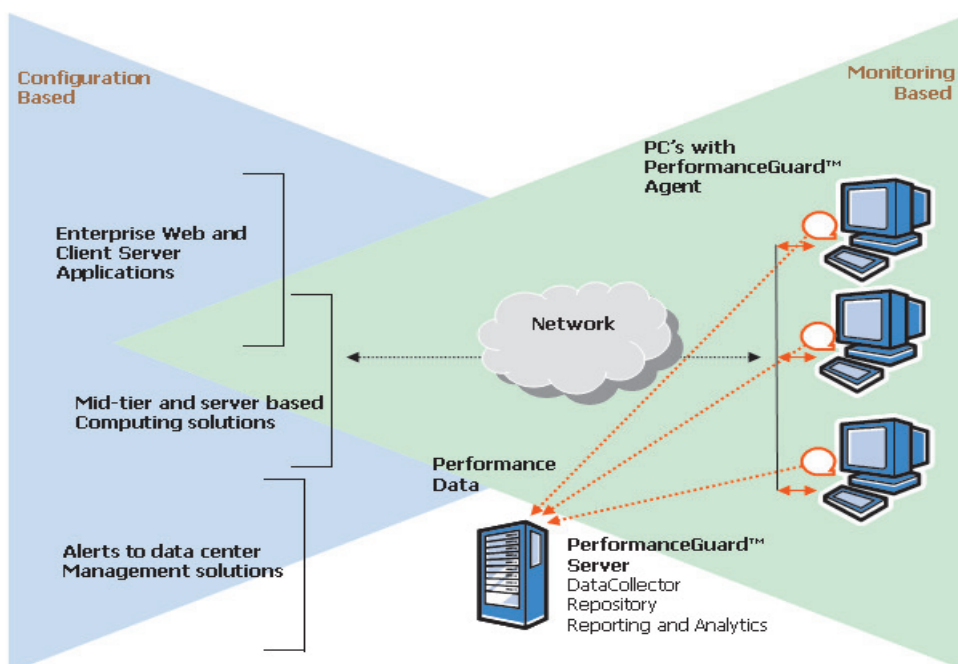 Configuration
Based
Monitoring
Based
PC's with
PerformanceGuard™
Agent
Enterprise Web and
Client Server
Applications
Network
Mid-tier and server based
Computing solutions
Performance
Data
Alerts to data center
Management solutions
PerformanceGuard™
Server
DataCollector
Repository
Reporting and Analytics